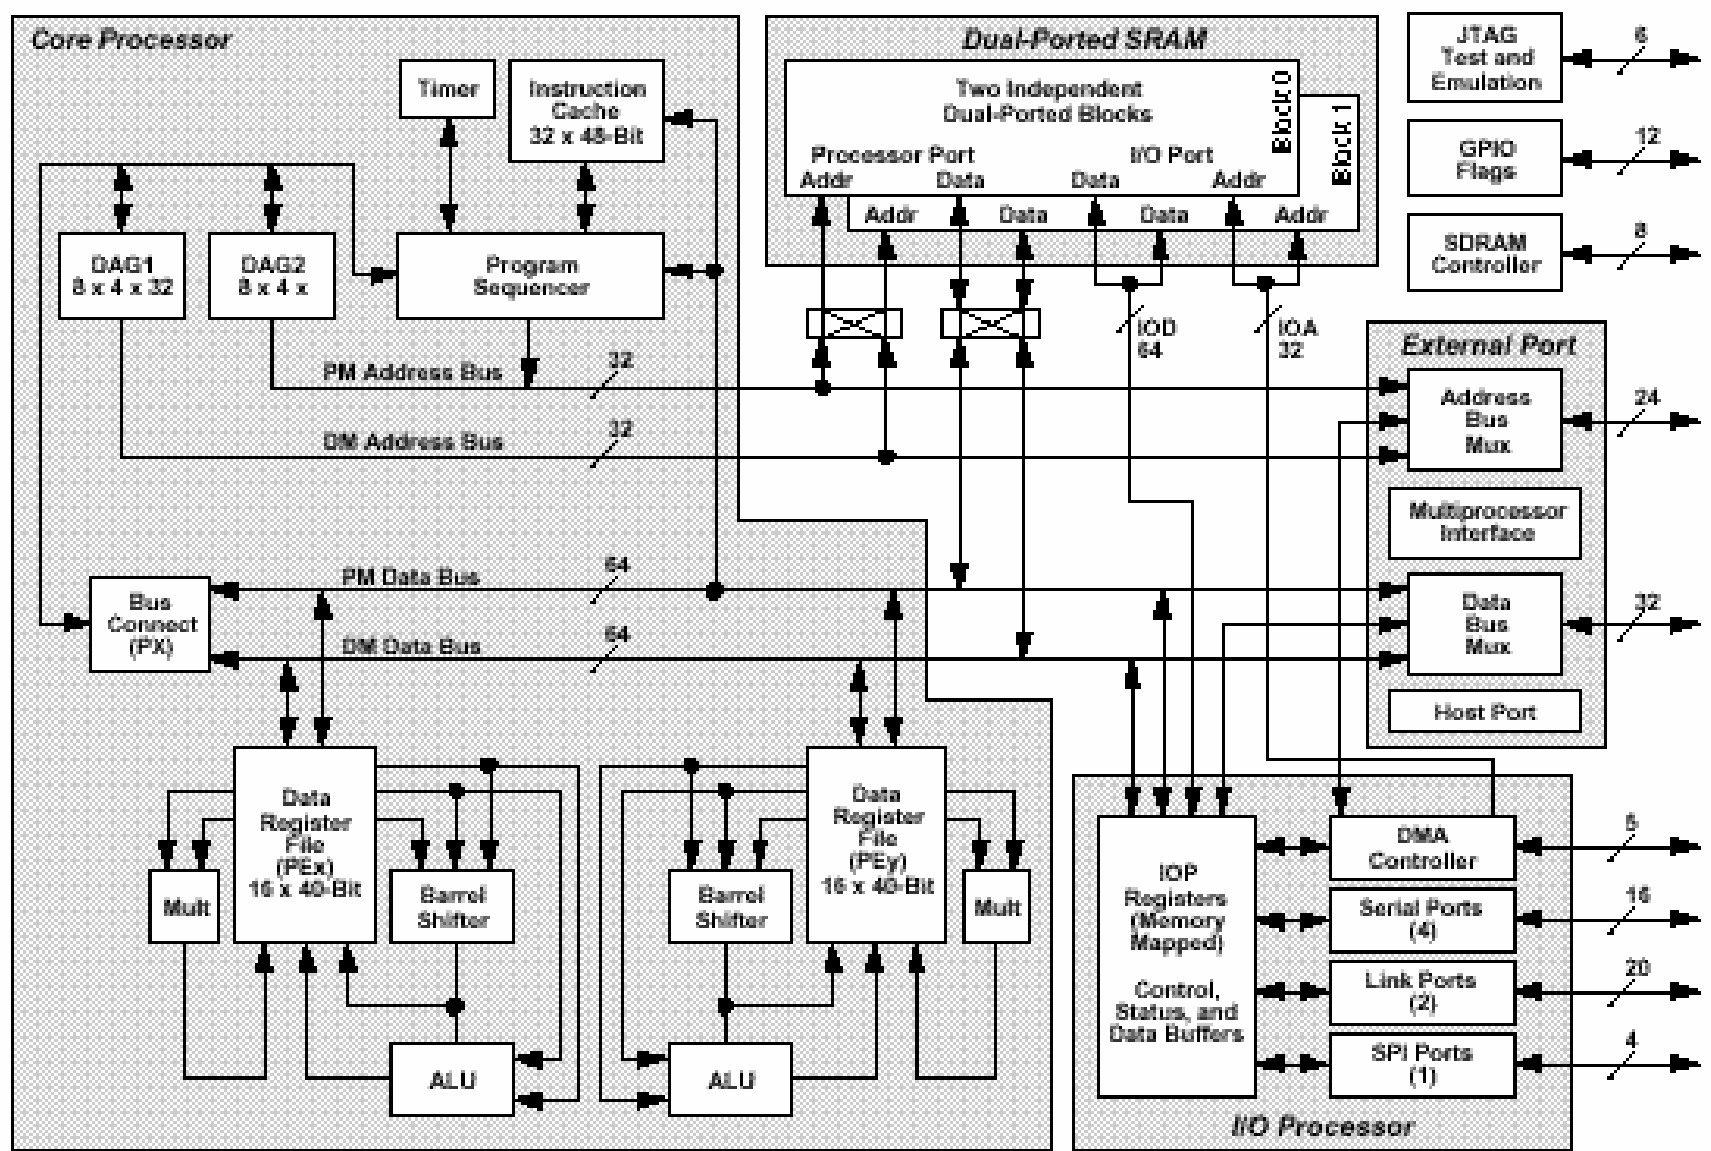 Core Processor
Timer
Instruction
Cache
32 x 48-Bit
DAG1
8 x 4 x 32
DAG2
8 x 4 x
Program
Sequencer
PM Address Bus
32
DM Address Bus
32
Bus
Connect
(PX)
PM Data Bus
64
DM Data Bus
64
Data
Register
File
(PEx)
16 x 40-Bit
Mult
Barrel
Shifter
ALU
Data
Register
File
(PEy)
16 x 40-Bit
Barrel
Shifter
Mult
ALU
Dual-Ported SRAM
Two Independent
Dual-Ported Blocks
Block 0
Block 1
Processor Port
I/O Port
Addr
Data
Data
Addr
Addr
Data
Data
Addr
IOD
64
IOA
32
JTAG
Test and
Emulation
6
GPIO
Flags
12
SDRAM
Controller
8
External Port
Address
Bus
Mux
24
Multiprocessor
Interface
Data
Bus
Mux
32
Host Port
IOP
Registers
(Memory
Mapped)
Control,
Status, and
Data Buffers
DMA
Controller
5
Serial Ports
(4)
16
Link Ports
(2)
20
SPI Ports
(1)
4
I/O Processor